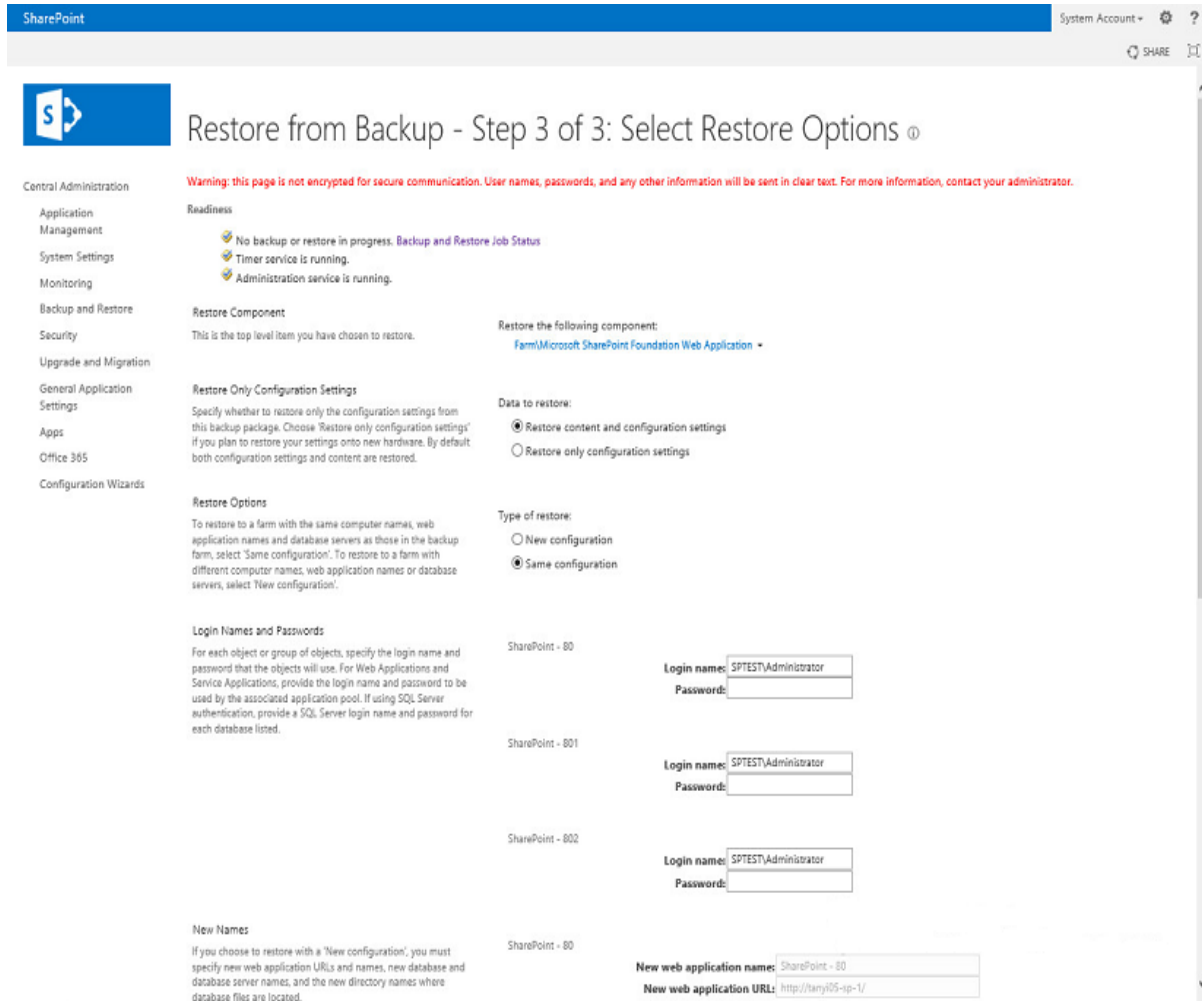 SharePoint
System Account
?
SHARE
S
Restore from Backup - Step 3 of 3: Select Restore Options
Warning: this page is not encrypted for secure communication. User names, passwords, and any other information will be sent in clear text. For more information, contact your administrator.
Central Administration
Application
Management
System Settings
Monitoring
Backup and Restore
Security
Upgrade and Migration
General Application
Settings
Apps
Office 365
Configuration Wizards
Readiness
No backup or restore in progress. Backup and Restore Job Status
Timer service is running.
Administration service is running.
Restore Component
This is the top level item you have chosen to restore.
Restore the following component:
Farm\Microsoft SharePoint Foundation Web Application
Restore Only Configuration Settings
Specify whether to restore only the configuration settings from
this backup package. Choose 'Restore only configuration settings'
if you plan to restore your settings onto new hardware. By default
both configuration settings and content are restored.
Data to restore:
Restore content and configuration settings
Restore only configuration settings
Restore Options
To restore to a farm with the same computer names, web
application names and database servers as those in the backup
farm, select 'Same configuration'. To restore to a farm with
different computer names, web application names or database
servers, select 'New configuration'.
Type of restore:
New configuration
Same configuration
Login Names and Passwords
For each object or group of objects, specify the login name and
password that the objects will use. For Web Applications and
Service Applications, provide the login name and password to be
used by the associated application pool. If using SQL Server
authentication, provide a SQL Server login name and password for
each database listed.
SharePoint - 80
Login name: SPTEST\Administrator
Password:
SharePoint - 801
Login name: SPTEST\Administrator
Password:
SharePoint - 802
Login name: SPTEST\Administrator
Password:
New Names
If you choose to restore with a 'New configuration', you must
specify new web application URLs and names, new database and
database server names, and the new directory names where
database files are located.
SharePoint - 80
New web application name: SharePoint - 80
New web application URL: http://tanyi05-sp-1/